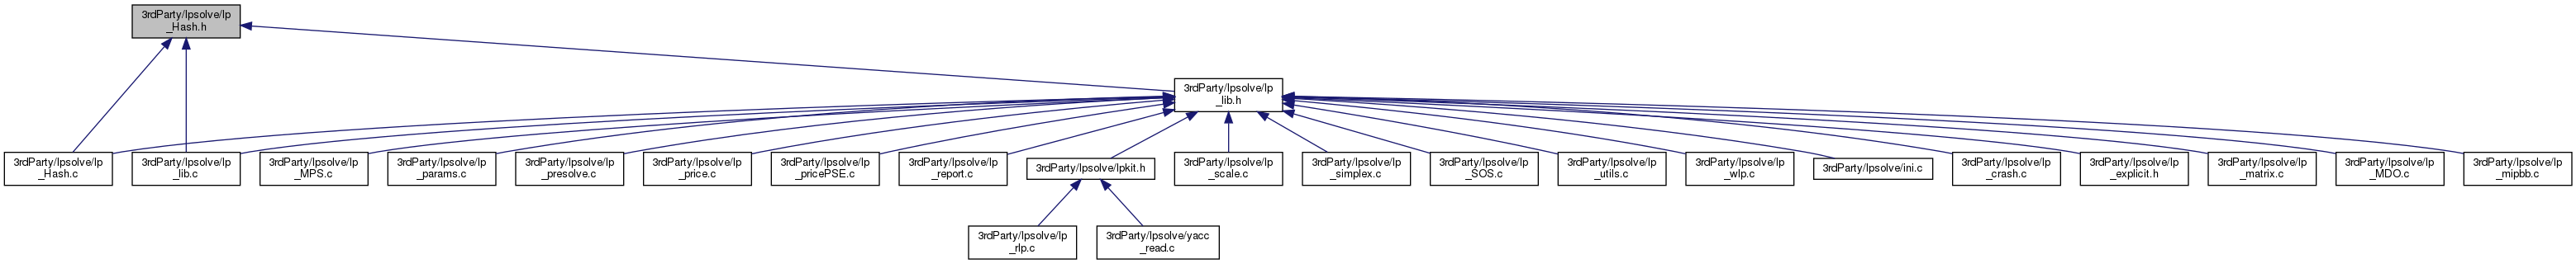 3rdParty/lpsolve/lp
_Hash.h
3rdParty/lpsolve/lp
_lib.h
3rdParty/lpsolve/lp
_Hash.c
3rdParty/lpsolve/lp
_lib.c
3rdParty/lpsolve/lp
_MPS.c
3rdParty/lpsolve/lp
_params.c
3rdParty/lpsolve/lp
_presolve.c
3rdParty/lpsolve/lp
_price.c
3rdParty/lpsolve/lp
_pricePSE.c
3rdParty/lpsolve/lp
_report.c
3rdParty/lpsolve/lpkit.h
3rdParty/lpsolve/lp
_scale.c
3rdParty/lpsolve/lp
_simplex.c
3rdParty/lpsolve/lp
_SOS.c
3rdParty/lpsolve/lp
_utils.c
3rdParty/lpsolve/lp
_wlp.c
3rdParty/lpsolve/ini.c
3rdParty/lpsolve/lp
_crash.c
3rdParty/lpsolve/lp
_explicit.h
3rdParty/lpsolve/lp
_matrix.c
3rdParty/lpsolve/lp
_MDO.c
3rdParty/lpsolve/lp
_mipbb.c
3rdParty/lpsolve/lp
_rlp.c
3rdParty/lpsolve/yacc
_read.c